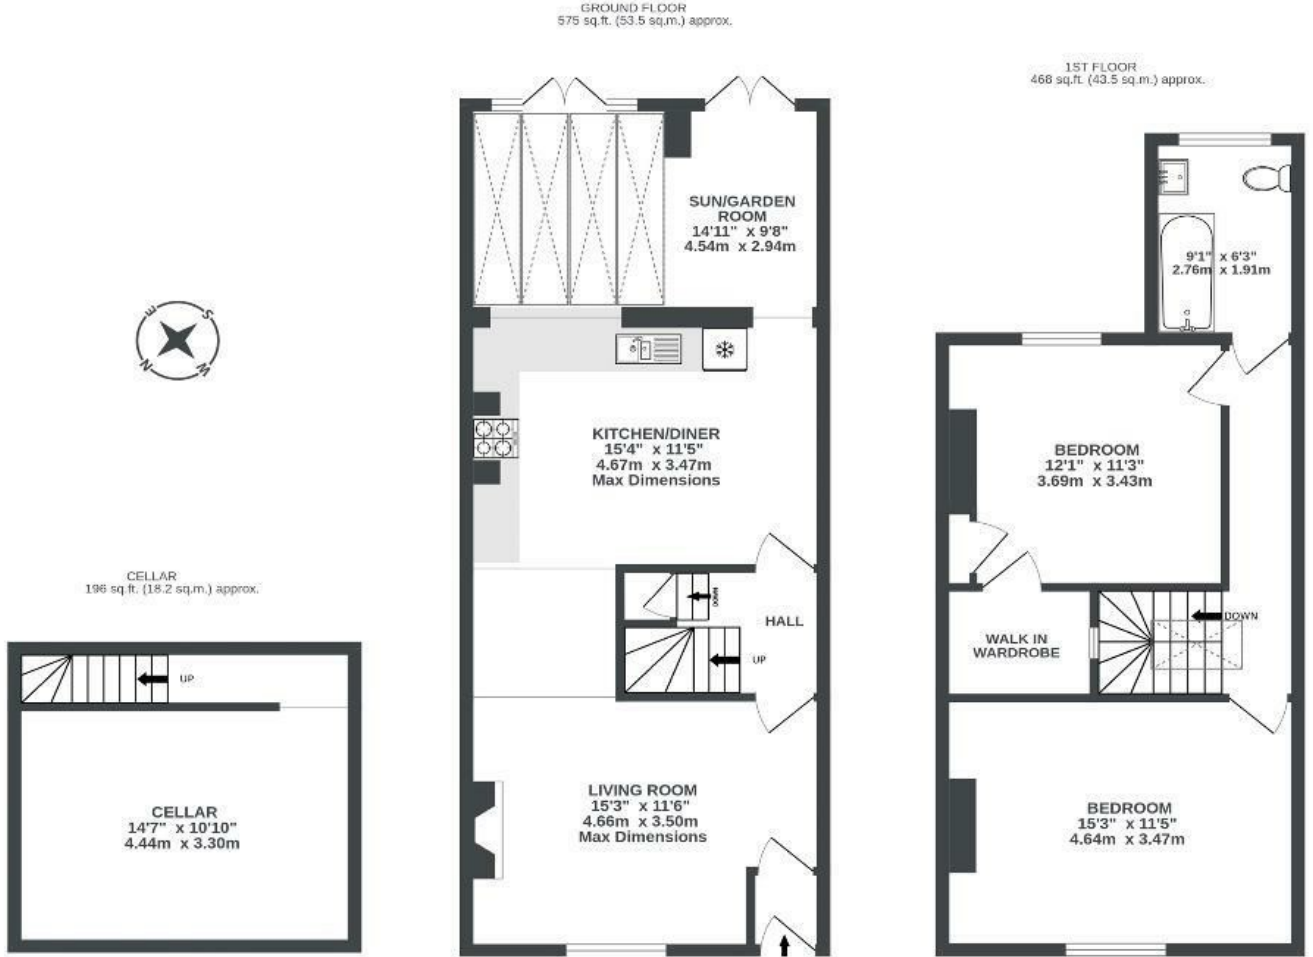 GROUND FLOOR
575 sq.ft. (53.5 sq.m.) approx.
1ST FLOOR
468 sq.ft. (43.5 sq.m.) approx.
SUN/GARDEN
ROOM
14'11" x 9'8"
4.54m x 2.94m
9'1" x 6'3"
2.76m x 1.91m
E
S
N
W
KITCHEN/DINER
15'4" x 11'5"
4.67m x 3.47m
Max Dimensions
BEDROOM
12'1" x 11'3"
3.69m x 3.43m
CELLAR
196 sq.ft. (18.2 sq.m.) approx.
DOWN
HALL
UP
DOWN
WALK IN
WARDROBE
UP
LIVING ROOM
15'3" x 11'6"
4.66m x 3.50m
Max Dimensions
BEDROOM
15'3" x 11'5"
4.64m x 3.47m
CELLAR
14'7" x 10'10"
4.44m x 3.30m